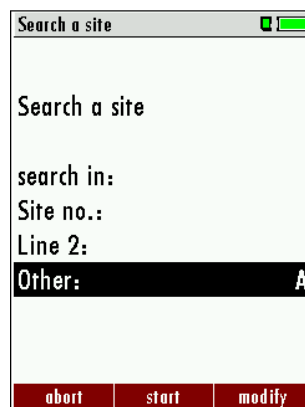 Search a site
Search a site
search in:
Site no.:
Line 2:
Other: A
abort start modify